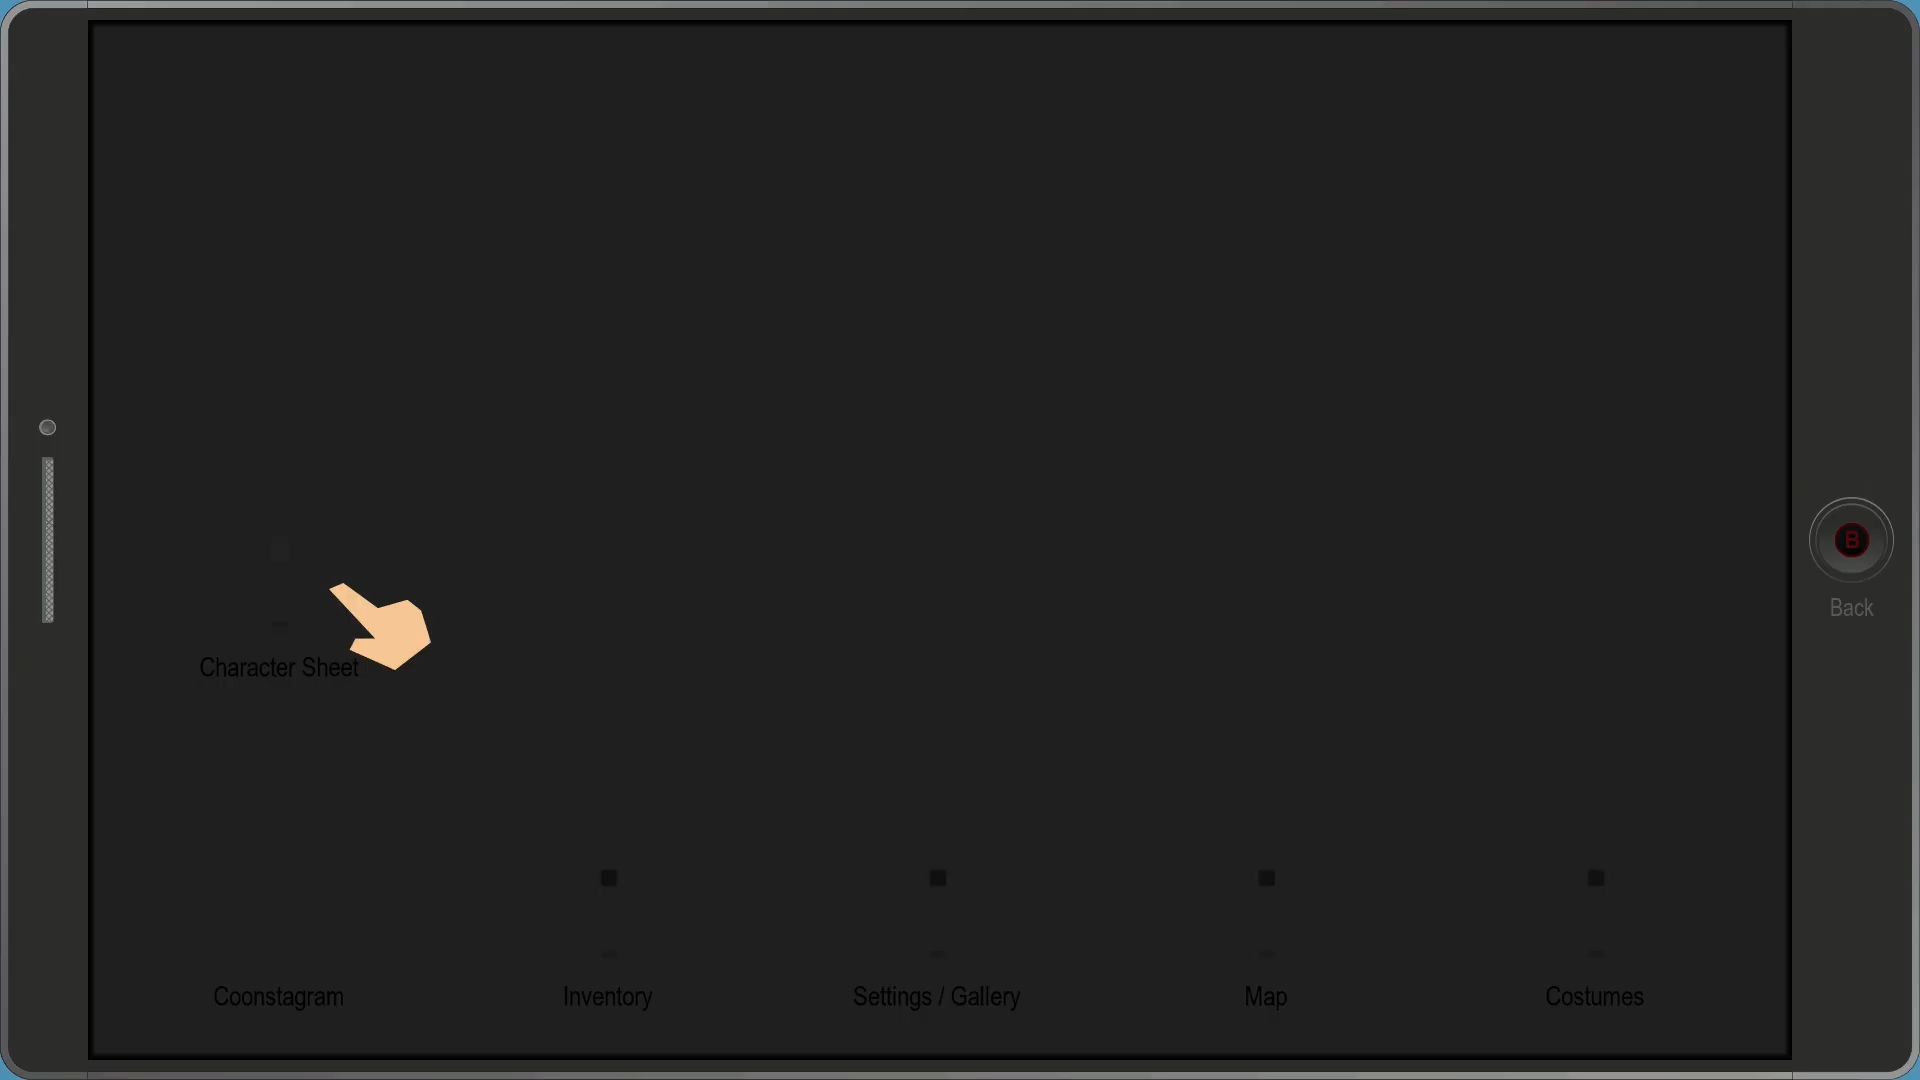 B
Back
Character Sheet
Coonstagram
Inventory
Settings / Gallery
Map
Costumes